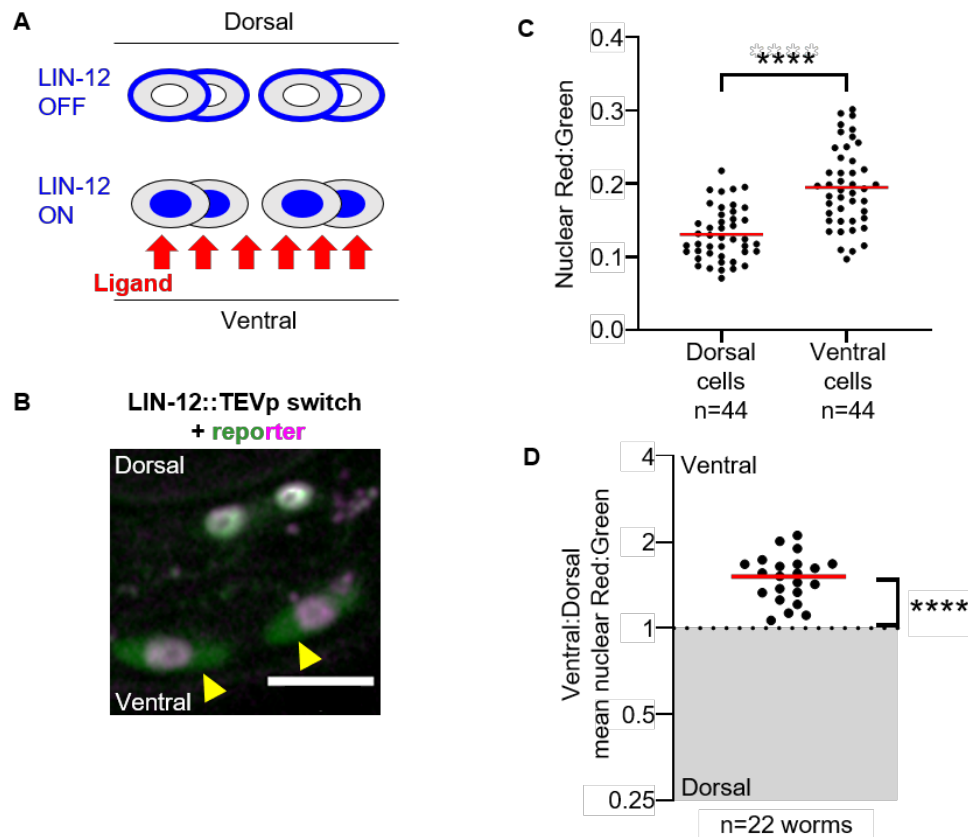 A
Dorsal
LIN-12
OFF
LIN-12
ON
Ligand
Ventral
B
LIN-12::TEVp switch
+ reporter
Dorsal
Ventral
C
****
****
Nuclear Red:Green
0.4
0.3
0.2
0.1
0.0
Dorsal
cells
n=44
Ventral
cells
n=44
D
Ventral:Dorsal
mean nuclear Red:Green
4
2
1
0.5
0.25
Ventral
****
Dorsal
n=22 worms